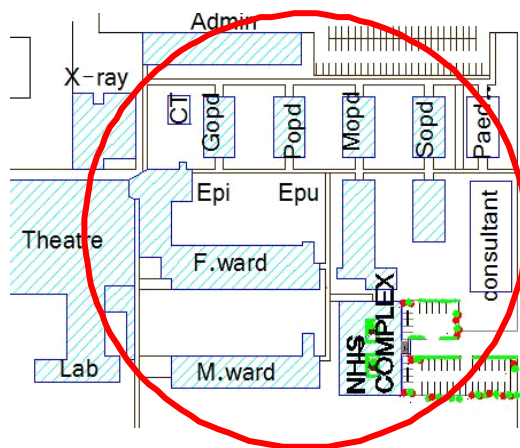 Admin
X-ray
CT
Gopd
Popd
Mopd
Sopd
Paed
Epi
Epu
Theatre
F.ward
consultant
NHIS
COMPLEX
Lab
M.ward